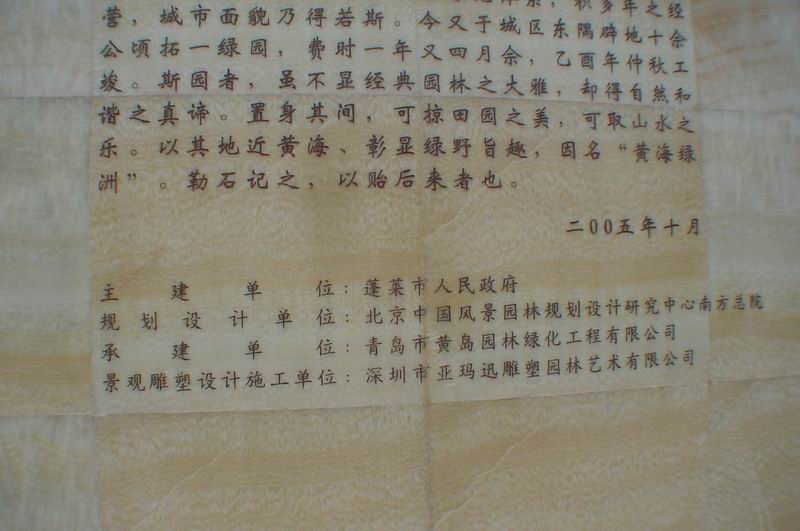 积多年之经
营，城市面貌乃得若斯。今又于城区东隅辟地十余
公顷拓一绿园，费时一年又四月余，乙酉年仲秋工
竣。斯园者，虽不显经典园林之大雅，却得自然和
谐之真谛。置身其间，可掠田园之美，可取山水之
乐。以其地近黄海、彰显绿野旨趣，因名“黄海绿
洲”。勒石记之，以贻后来者也。
二00五年十月
主建单位：蓬莱市人民政府
规划设计单位：北京中国风景园林规划设计研究中心南方总院
承建单位：青岛市黄岛园林绿化工程有限公司
景观雕塑设计施工单位：深圳市亚玛迅雕塑园林艺术有限公司